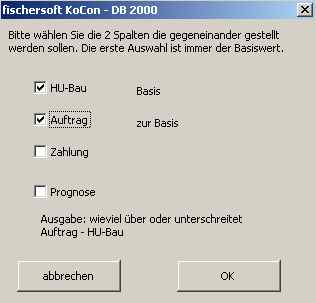 fischersoft KoCon - DB 2000
Bitte wählen Sie die 2 Spalten die gegeneinander gestellt
werden sollen. Die erste Auswahl ist immer der Basiswert.
HU-Bau Basis
Auftrag zur Basis
Zahlung
Prognose
Ausgabe: wieviel über oder unterschreitet
Auftrag - HU-Bau
abbrechen OK